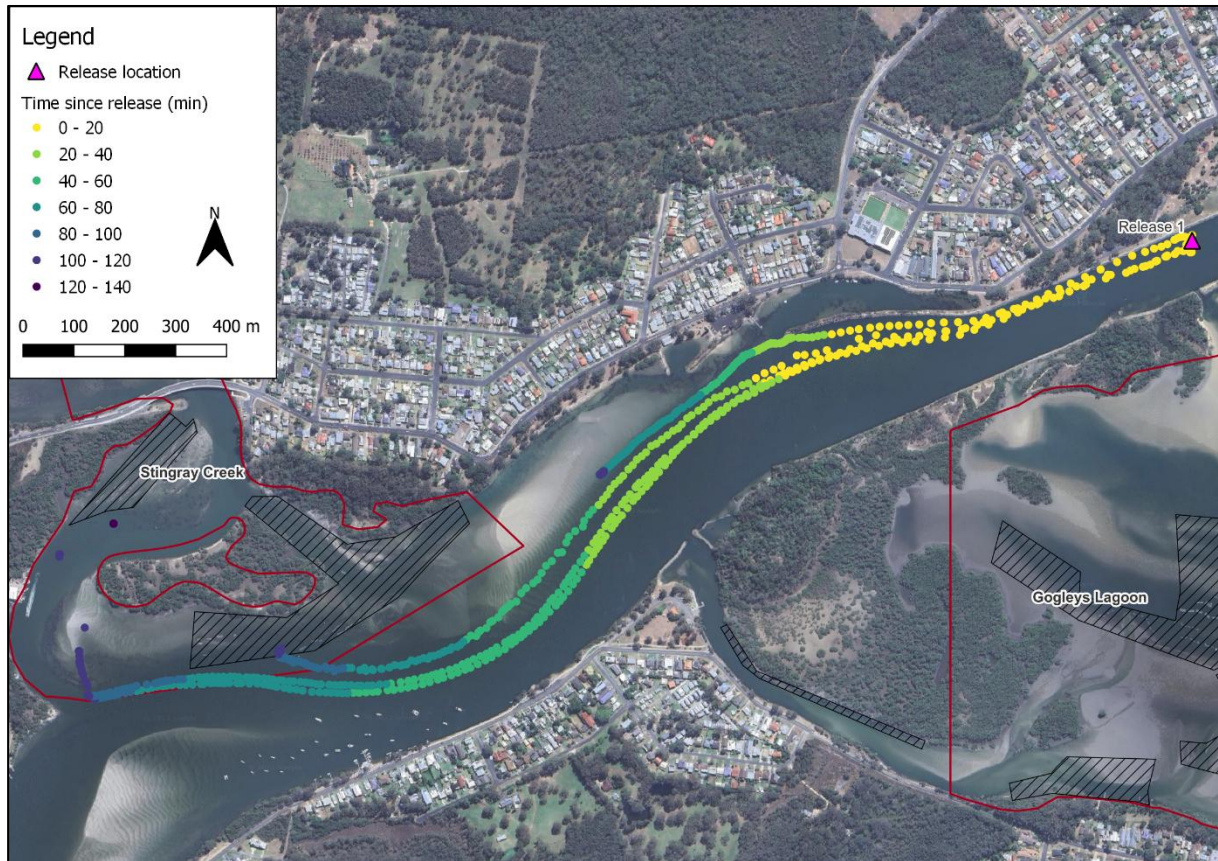 Legend
Release location
Time since release (min)
0 - 20
20 - 40
40 - 60
60 - 80
80 - 100
100 - 120
120 - 140
N
0 100 200 300 400 m
Release 1
Stingray Creek
Gogleys Lagoon